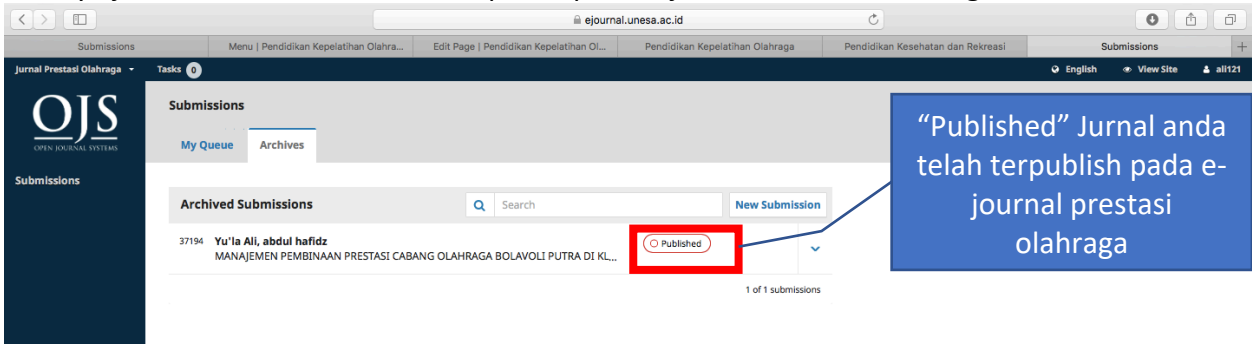 ejournal.unesa.ac.id
Submissions
Menu | Pendidikan Kepelatihan Olahra...
Edit Page | Pendidikan Kepelatihan Ol...
Pendidikan Kepelatihan Olahraga
Pendidikan Kesehatan dan Rekreasi
Submissions
Jurnal Prestasi Olahraga
Tasks 0
English
View Site
ali121
OJS
OPEN JOURNAL SYSTEMS
Submissions
Submissions
My Queue
Archives
Archived Submissions
Search
New Submission
37194 Yu'la Ali, abdul hafidz
MANAJEMEN PEMBINAAN PRESTASI CABANG OLAHRAGA BOLAVOLI PUTRA DI KL...
Published
1 of 1 submissions
“Published” Jurnal anda
telah terpublish pada e-
journal prestasi
olahraga